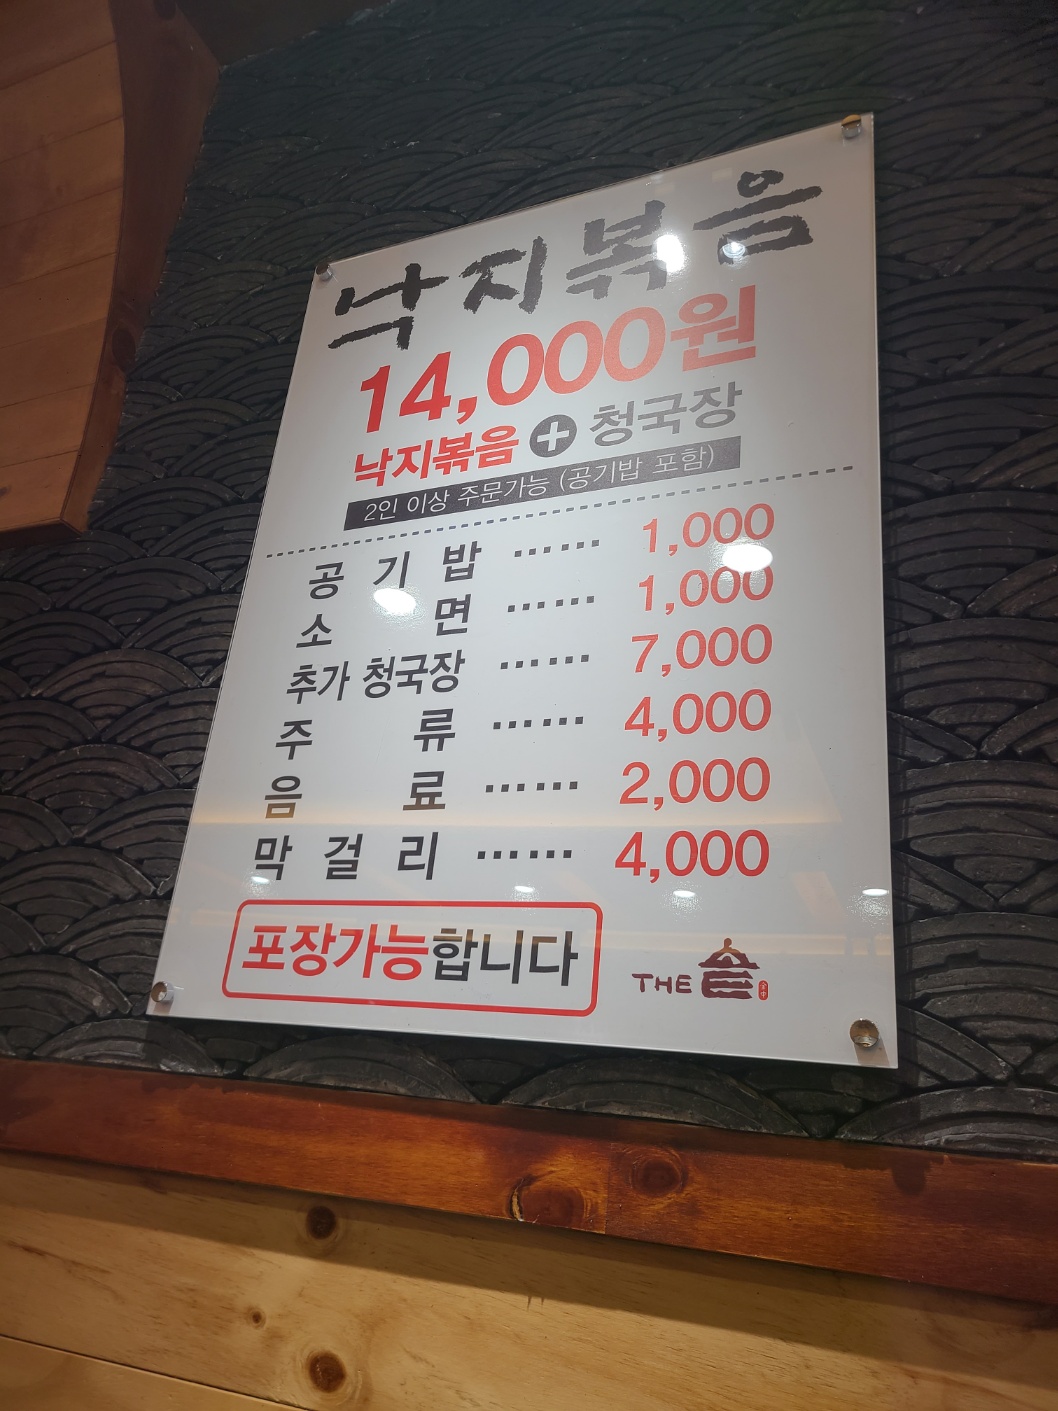 낙지볶음
14,000원
낙지볶음 + 청국장
2인 이상 주문가능 (공기밥 포함)
공기밥 ...... 1,000
소면 ...... 1,000
추가 청국장 ...... 7,000
주류 ...... 4,000
음료 ...... 2,000
막걸리 ...... 4,000
포장가능합니다
THE